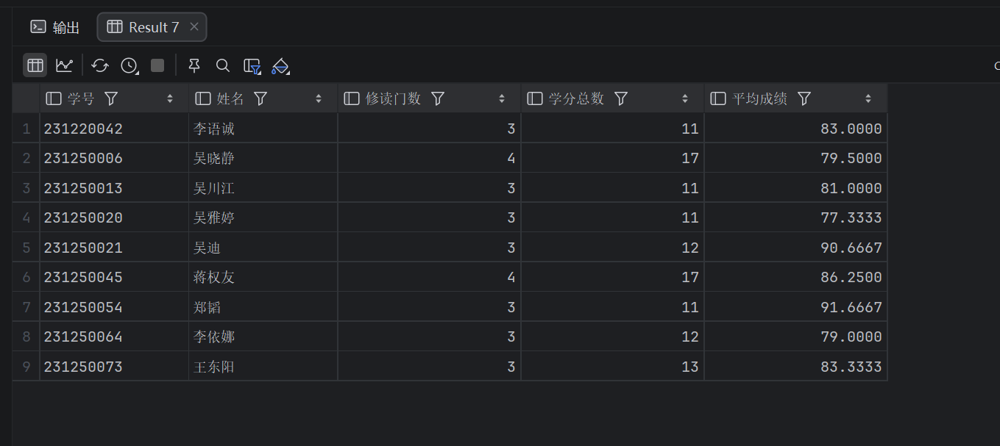 输出 Result 7
学号 姓名 修读门数 学分总数 平均成绩
1 231220042 李语诚 3 11 83.0000
2 231250006 吴晓静 4 17 79.5000
3 231250013 吴川江 3 11 81.0000
4 231250020 吴雅婷 3 11 77.3333
5 231250021 吴迪 3 12 90.6667
6 231250045 蒋权友 4 17 86.2500
7 231250054 郑韬 3 11 91.6667
8 231250064 李依娜 3 12 79.0000
9 231250073 王东阳 3 13 83.3333